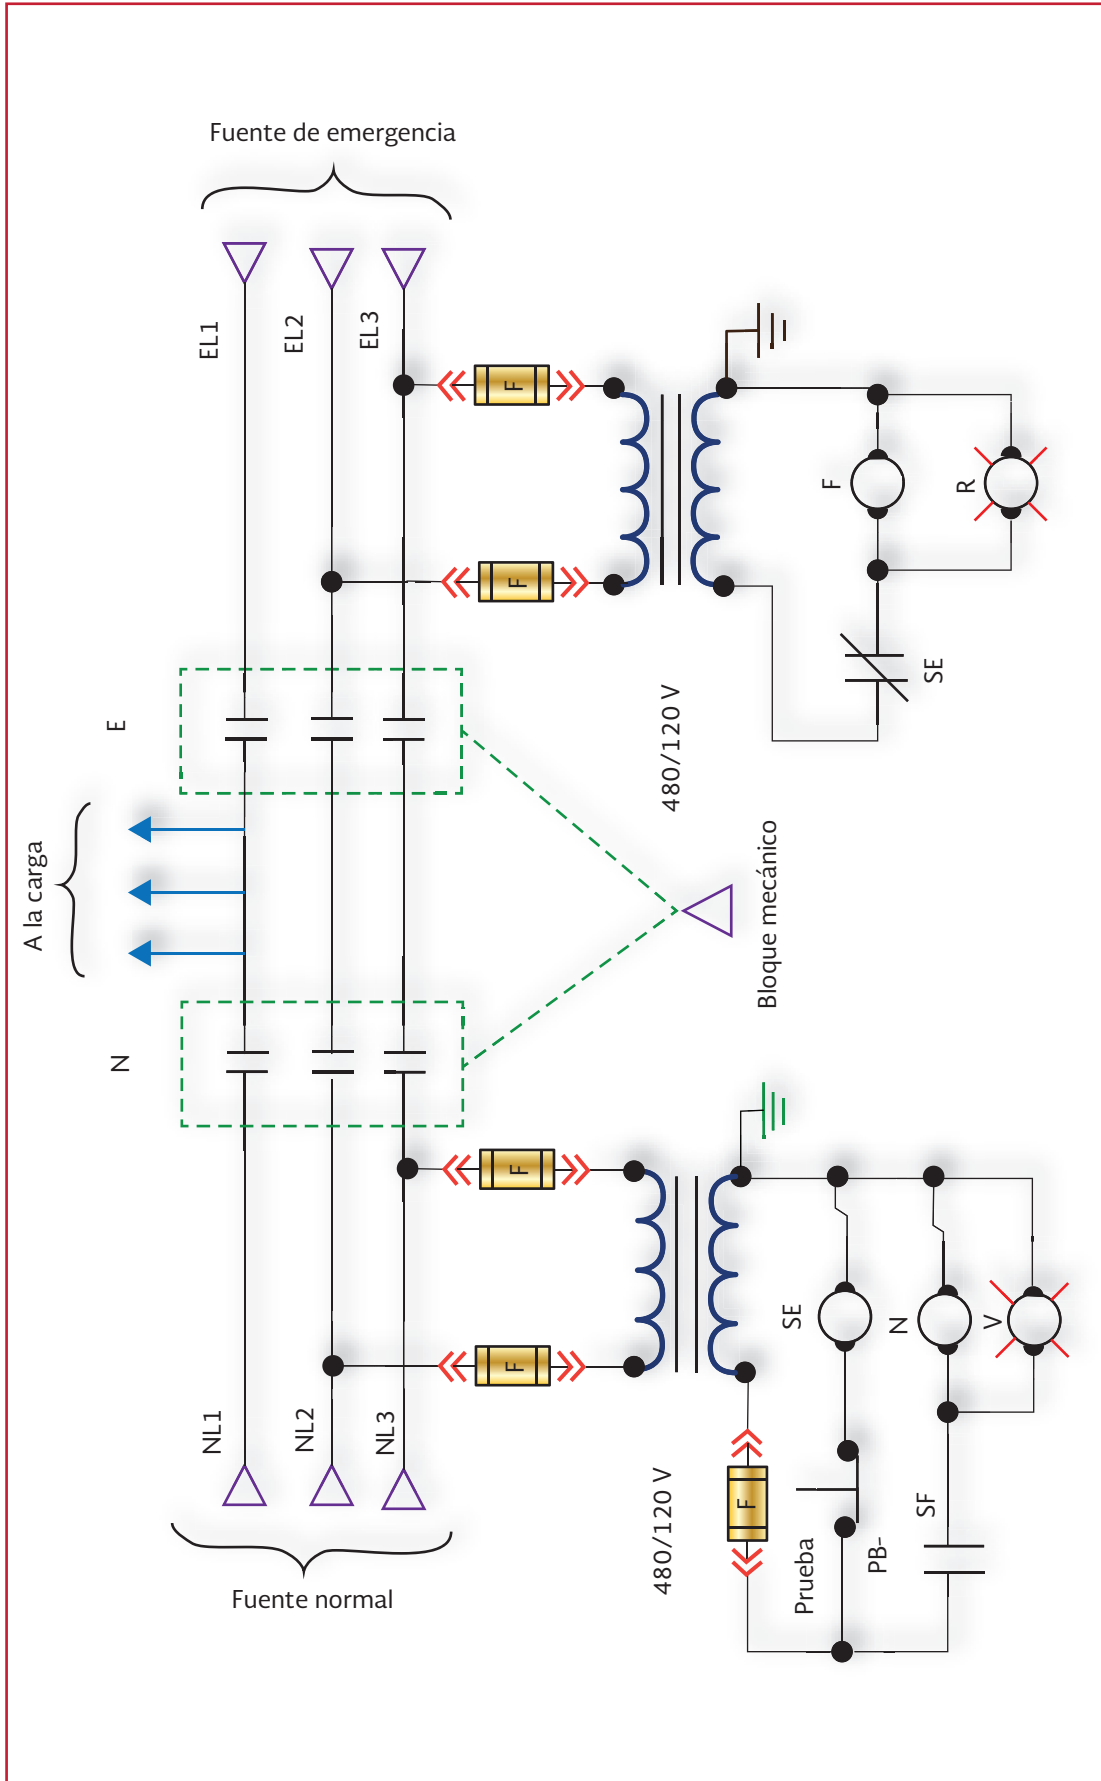 Fuente de emergencia
EL1
EL2
EL3
F
F
F
R
SE
480/120 V
E
A la carga
Bloque mecánico
N
F
F
NL1
NL2
NL3
Fuente normal
480/120 V
F
SE
N
V
Prueba
PB-
SF